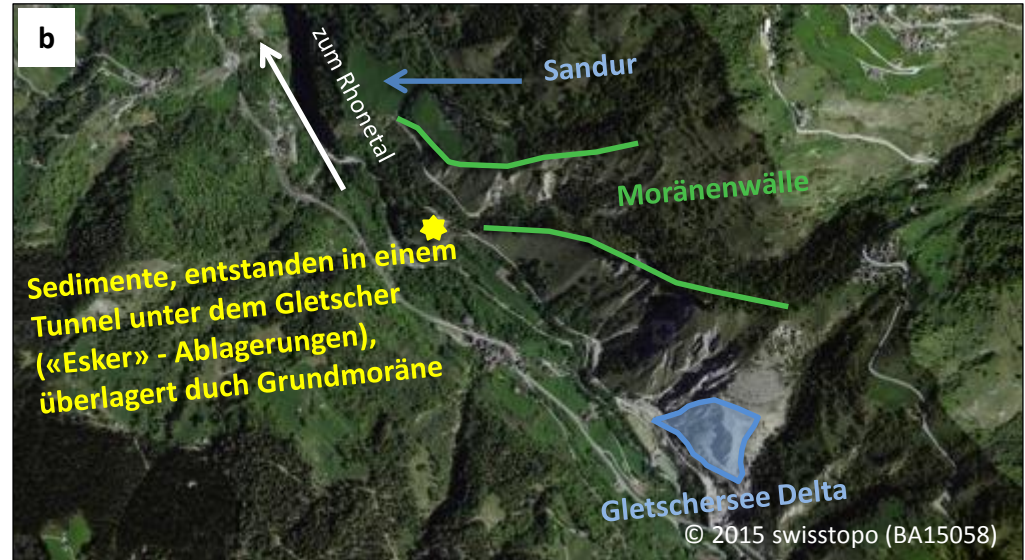 b
zum Rhonetal
Sandur
Moränenwälle
Sedimente, entstanden in einem
Tunnel unter dem Gletscher
(«Esker» - Ablagerungen),
überlagert duch Grundmoräne
Gletschersee Delta
© 2015 swisstopo (BA15058)